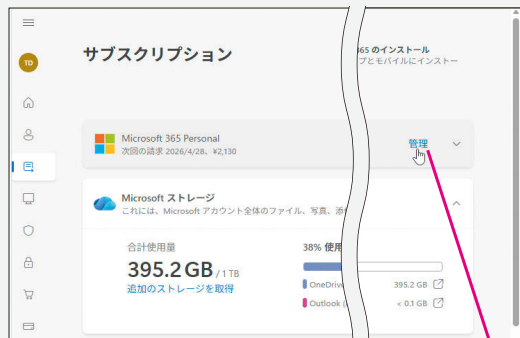 サブスクリプション
365 のインストール
プとモバイルにインストー
TD
Microsoft 365 Personal
次回の請求 2026/4/28、¥2,130
管理
Microsoft ストレージ
これには、Microsoft アカウント全体のファイル、写真、添
合計使用量
395.2 GB / 1 TB
追加のストレージを取得
38% 使用
OneDrive
395.2 GB
Outlook (
< 0.1 GB